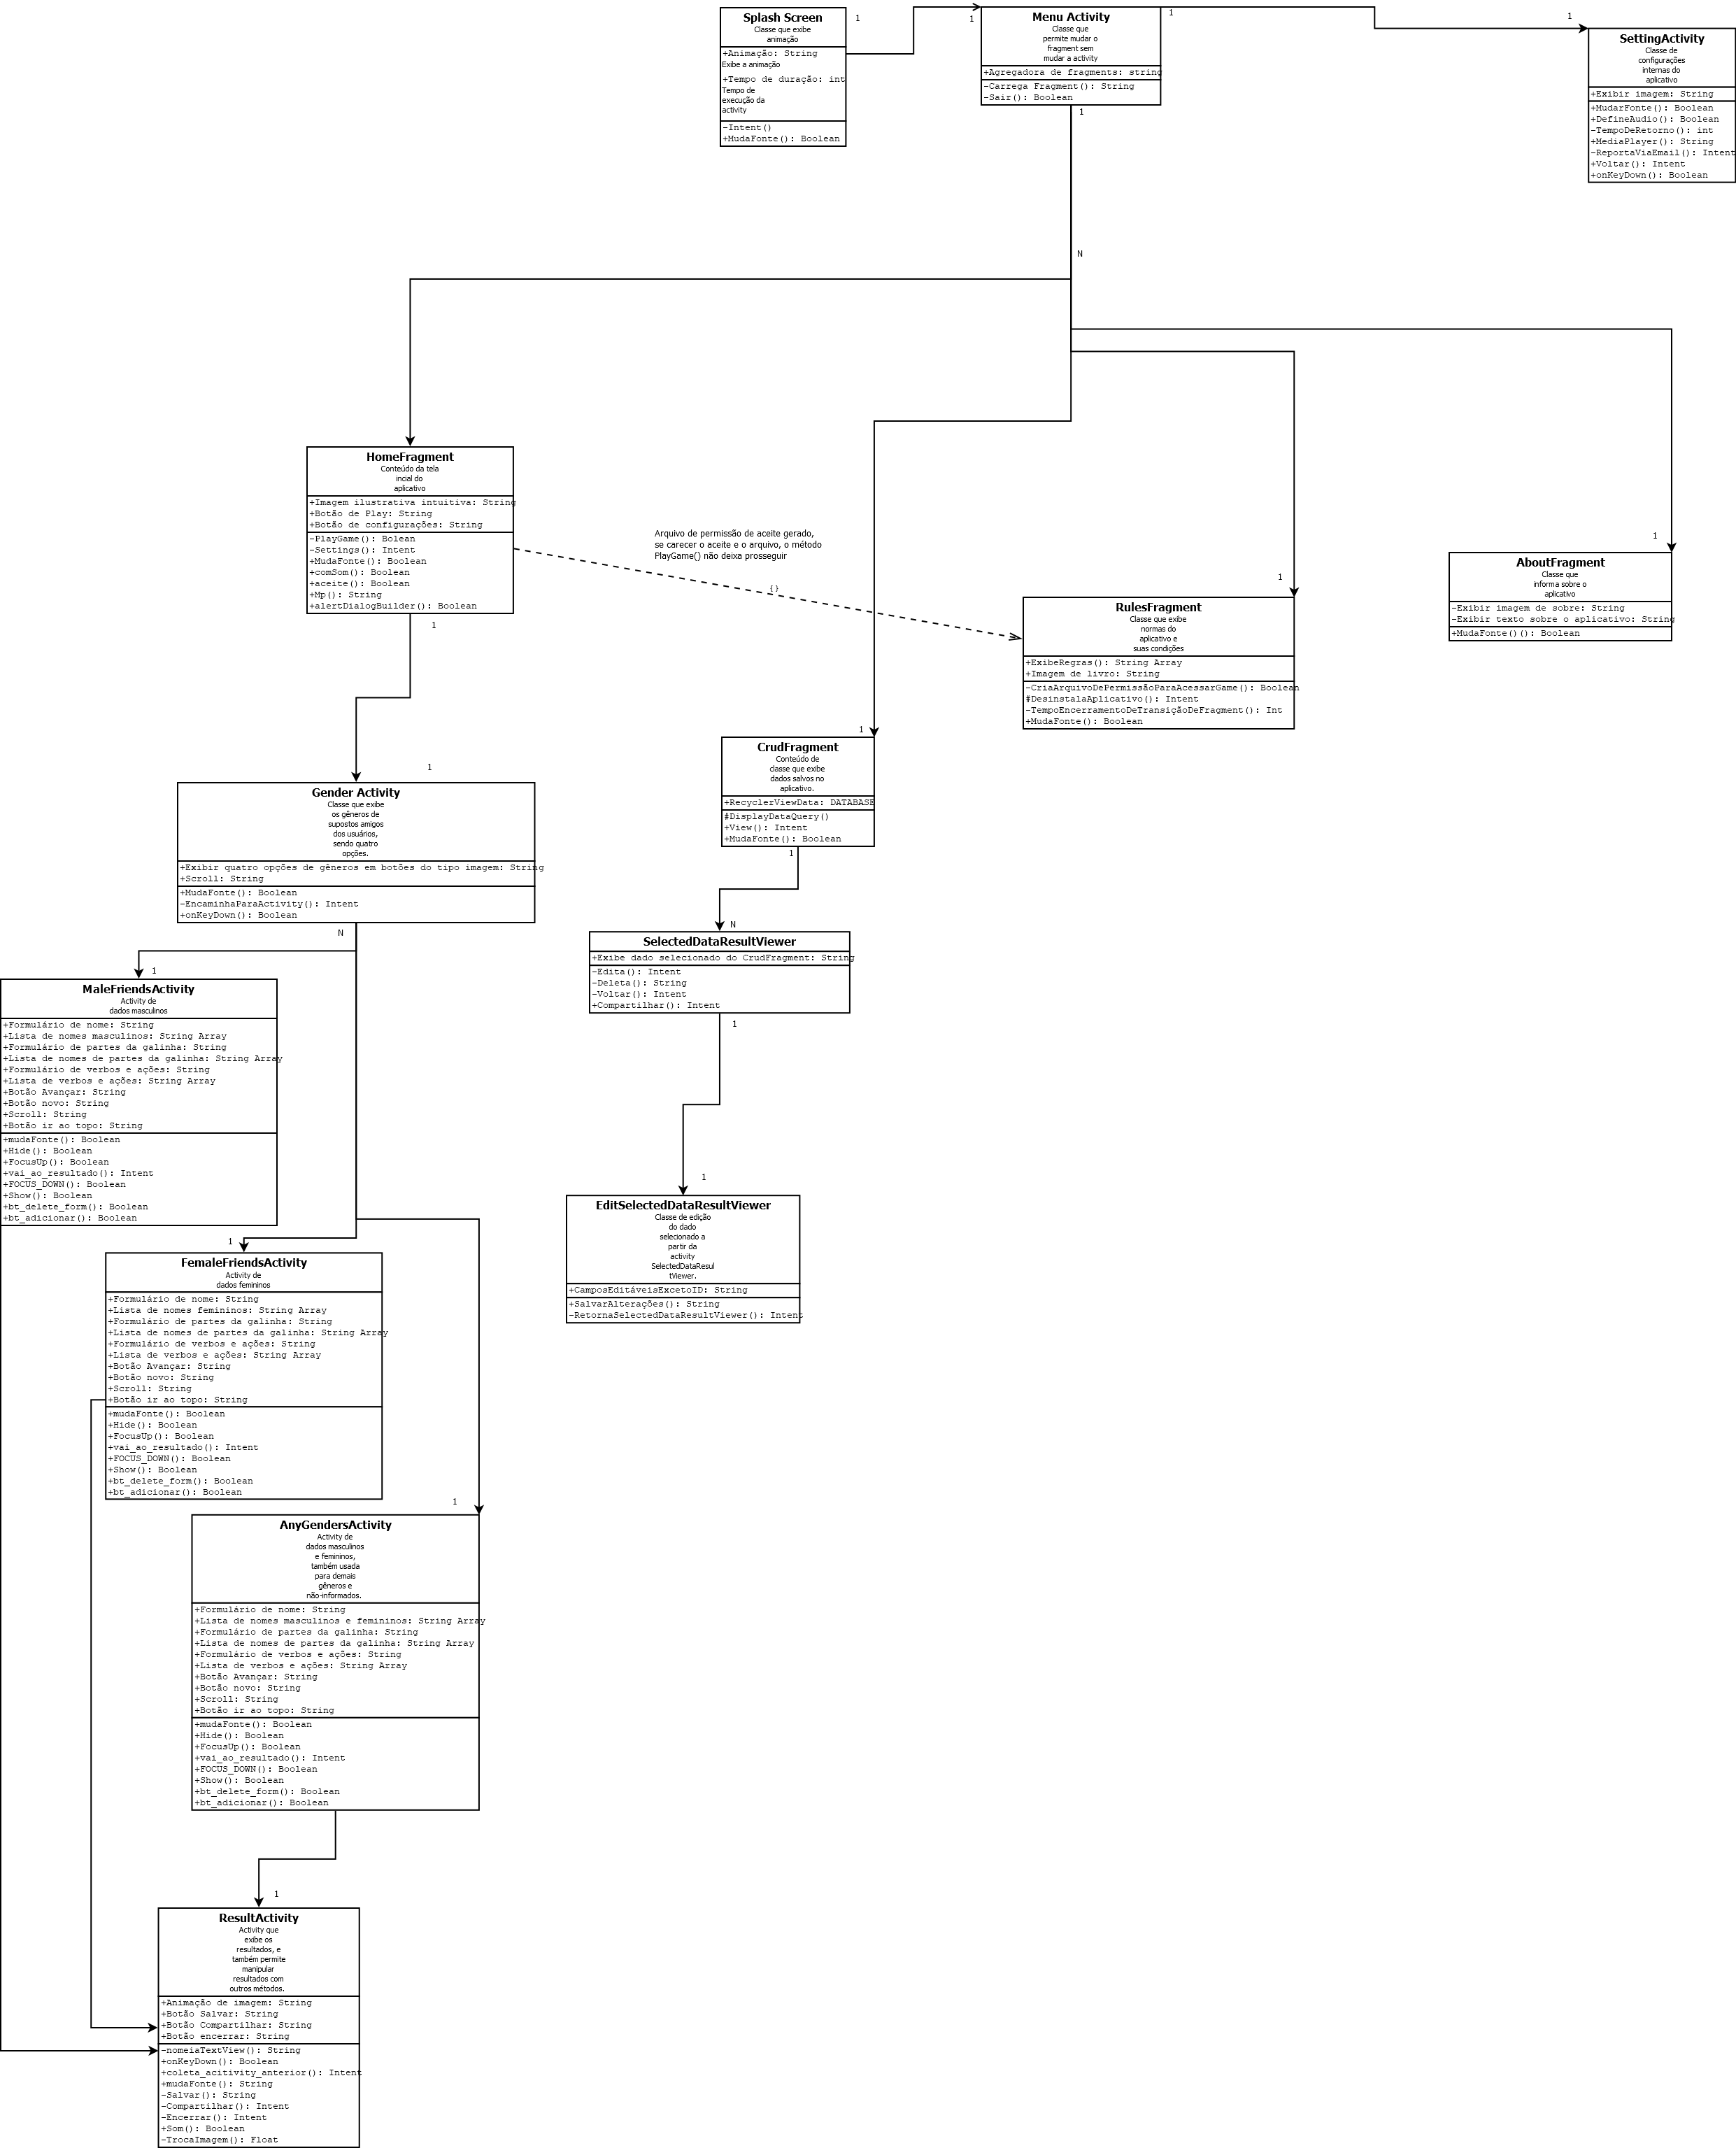 Splash Screen
Classe que exibe
animação
+Animação: String
Exibe a animação
+Tempo de duração: int
Tempo de
execução da
activity
-Intent()
+MudaFonte(): Boolean
1
1
Menu Activity
Classe que
permite mudar o
fragment sem
mudar a activity
+Agregadora de fragments: string
-Carrega Fragment(): String
-Sair(): Boolean
1
1
1
N
SettingActivity
Classe de
configurações
internas do
aplicativo
+Exibir imagem: String
+MudarFonte(): Boolean
+DefineAudio(): Boolean
-TempoDeRetorno(): int
+MediaPlayer(): String
-ReportaViaEmail(): Intent
+Voltar(): Intent
+onKeyDown(): Boolean
HomeFragment
Conteúdo da tela
incial do
aplicativo
+Imagem ilustrativa intuitiva: String
+Botão de Play: String
+Botão de configurações: String
-PlayGame(): Bolean
-Settings(): Intent
+MudaFonte(): Boolean
+comSom(): Boolean
+aceite(): Boolean
+Mp(): String
+alertDialogBuilder(): Boolean
1
Arquivo de permissão de aceite gerado,
se carecer o aceite e o arquivo, o método
PlayGame() não deixa prosseguir
{}
1
AboutFragment
Classe que
informa sobre o
aplicativo
-Exibir imagem de sobre: String
-Exibir texto sobre o aplicativo: String
+MudaFonte()(): Boolean
1
RulesFragment
Classe que exibe
normas do
aplicativo e
suas condições
+ExibeRegras(): String Array
+Imagem de livro: String
-CriaArquivoDePermissãoParaAcessarGame(): Boolean
#DesinstalaAplicativo(): Intent
-TempoEncerramentoDeTransiçãoDeFragment(): Int
+MudaFonte(): Boolean
1
CrudFragment
Conteúdo de
classe que exibe
dados salvos no
aplicativo.
+RecyclerViewData: DATABASE
#DisplayDataQuery()
+View(): Intent
+MudaFonte(): Boolean
1
1
Gender Activity
Classe que exibe
os gêneros de
supostos amigos
dos usuários,
sendo quatro
opções.
+Exibir quatro opções de gêneros em botões do tipo imagem: String
+Scroll: String
+MudaFonte(): Boolean
-EncaminhaParaActivity(): Intent
+onKeyDown(): Boolean
N
N
SelectedDataResultViewer
+Exibe dado selecionado do CrudFragment: String
-Edita(): Intent
-Deleta(): String
-Voltar(): Intent
+Compartilhar(): Intent
1
1
MaleFriendsActivity
Activity de
dados masculinos
+Formulário de nome: String
+Lista de nomes masculinos: String Array
+Formulário de partes da galinha: String
+Lista de nomes de partes da galinha: String Array
+Formulário de verbos e ações: String
+Lista de verbos e ações: String Array
+Botão Avançar: String
+Botão novo: String
+Scroll: String
+Botão ir ao topo: String
+mudaFonte(): Boolean
+Hide(): Boolean
+FocusUp(): Boolean
+vai_ao_resultado(): Intent
+FOCUS_DOWN(): Boolean
+Show(): Boolean
+bt_delete_form(): Boolean
+bt_adicionar(): Boolean
1
EditSelectedDataResultViewer
Classe de edição
do dado
selecionado a
partir da
activity
SelectedDataResul
tViewer.
+CamposEditáveisExcetoID: String
+SalvarAlterações(): String
-RetornaSelectedDataResultViewer(): Intent
1
FemaleFriendsActivity
Activity de
dados femininos
+Formulário de nome: String
+Lista de nomes femininos: String Array
+Formulário de partes da galinha: String
+Lista de nomes de partes da galinha: String Array
+Formulário de verbos e ações: String
+Lista de verbos e ações: String Array
+Botão Avançar: String
+Botão novo: String
+Scroll: String
+Botão ir ao topo: String
+mudaFonte(): Boolean
+Hide(): Boolean
+FocusUp(): Boolean
+vai_ao_resultado(): Intent
+FOCUS_DOWN(): Boolean
+Show(): Boolean
+bt_delete_form(): Boolean
+bt_adicionar(): Boolean
1
AnyGendersActivity
Activity de
dados masculinos
e femininos,
também usada
para demais
gêneros e
não-informados.
+Formulário de nome: String
+Lista de nomes masculinos e femininos: String Array
+Formulário de partes da galinha: String
+Lista de nomes de partes da galinha: String Array
+Formulário de verbos e ações: String
+Lista de verbos e ações: String Array
+Botão Avançar: String
+Botão novo: String
+Scroll: String
+Botão ir ao topo: String
+mudaFonte(): Boolean
+Hide(): Boolean
+FocusUp(): Boolean
+vai_ao_resultado(): Intent
+FOCUS_DOWN(): Boolean
+Show(): Boolean
+bt_delete_form(): Boolean
+bt_adicionar(): Boolean
1
ResultActivity
Activity que
exibe os
resultados, e
também permite
manipular
resultados com
outros métodos.
+Animação de imagem: String
+Botão Salvar: String
+Botão Compartilhar: String
+Botão encerrar: String
-nomeiaTextView(): String
+onKeyDown(): Boolean
+coleta_acitivity_anterior(): Intent
+mudaFonte(): String
-Salvar(): String
-Compartilhar(): Intent
-Encerrar(): Intent
+Som(): Boolean
-TrocaImagem(): Float